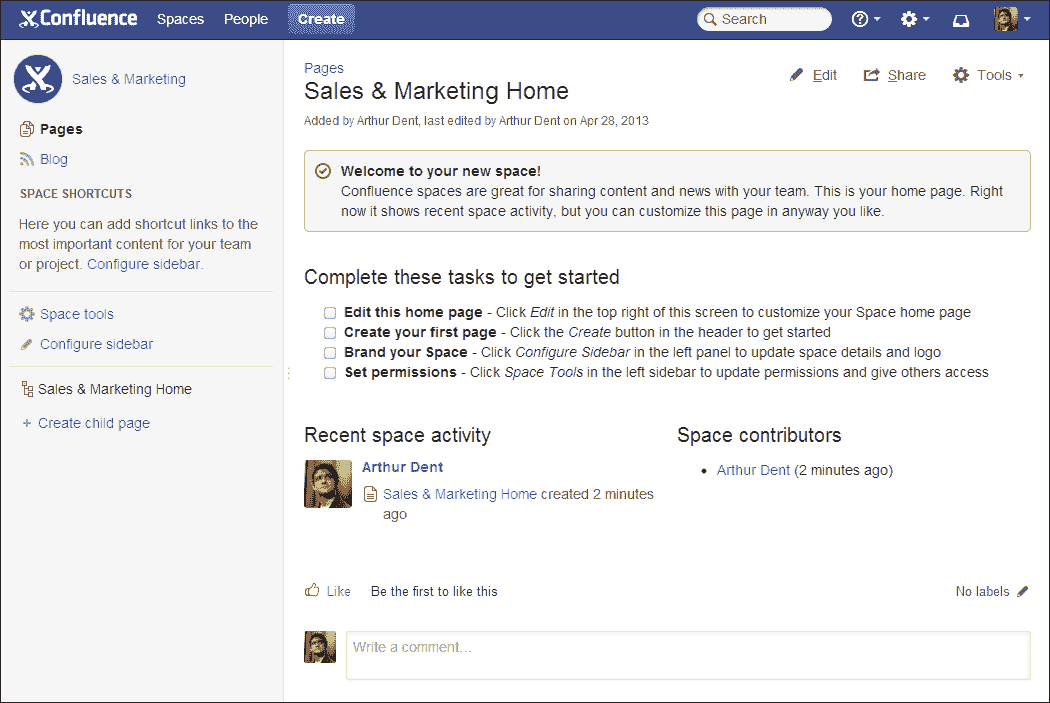 Confluence Spaces People Create Search
Sales & Marketing
Pages
Blog
SPACE SHORTCUTS
Here you can add shortcut links to the
most important content for your team
or project. Configure sidebar.
Space tools
Configure sidebar
Sales & Marketing Home
+ Create child page
Pages
Sales & Marketing Home
Edit Share Tools
Added by Arthur Dent, last edited by Arthur Dent on Apr 28, 2013
Welcome to your new space!
Confluence spaces are great for sharing content and news with your team. This is your home page. Right
now it shows recent space activity, but you can customize this page in anyway you like.
Complete these tasks to get started
Edit this home page - Click Edit in the top right of this screen to customize your Space home page
Create your first page - Click the Create button in the header to get started
Brand your Space - Click Configure Sidebar in the left panel to update space details and logo
Set permissions - Click Space Tools in the left sidebar to update permissions and give others access
Recent space activity
Arthur Dent
Sales & Marketing Home created 2 minutes
ago
Space contributors
• Arthur Dent (2 minutes ago)
Like Be the first to like this
No labels
Write a comment...